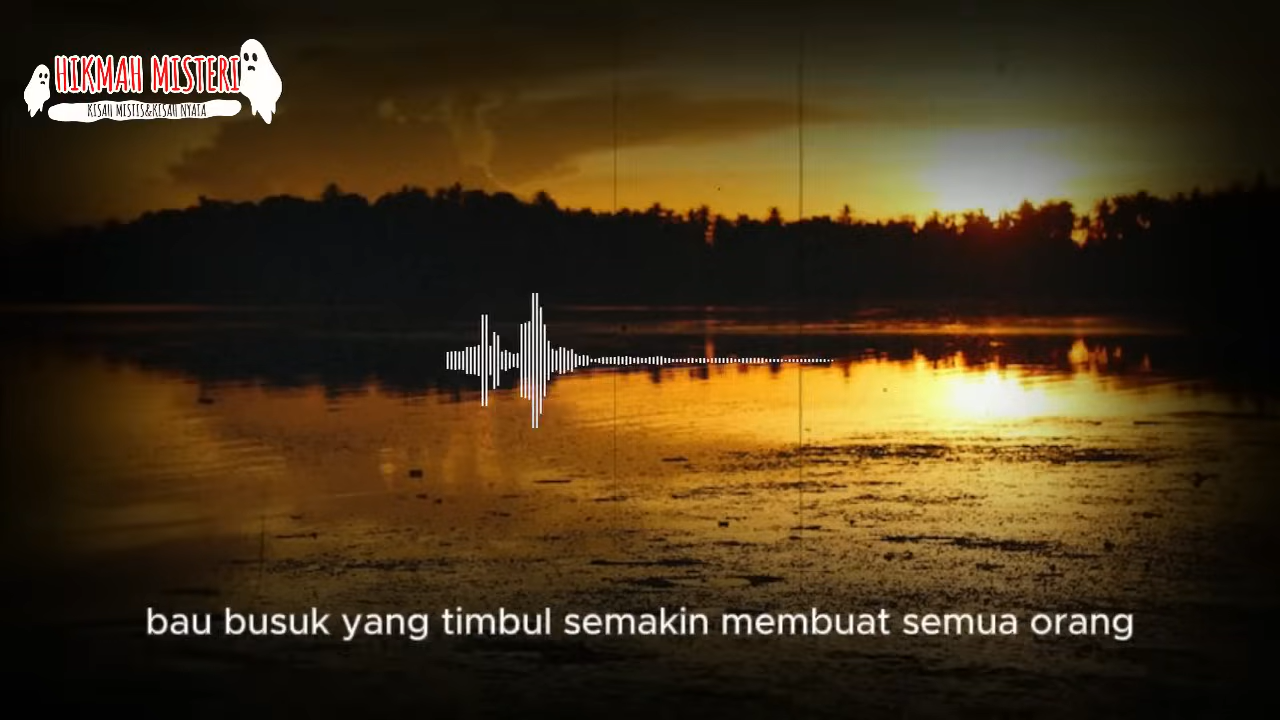 HIKMAH MISTERI
KISAH MISTIS&KISAH NYATA
bau busuk yang timbul semakin membuat semua orang